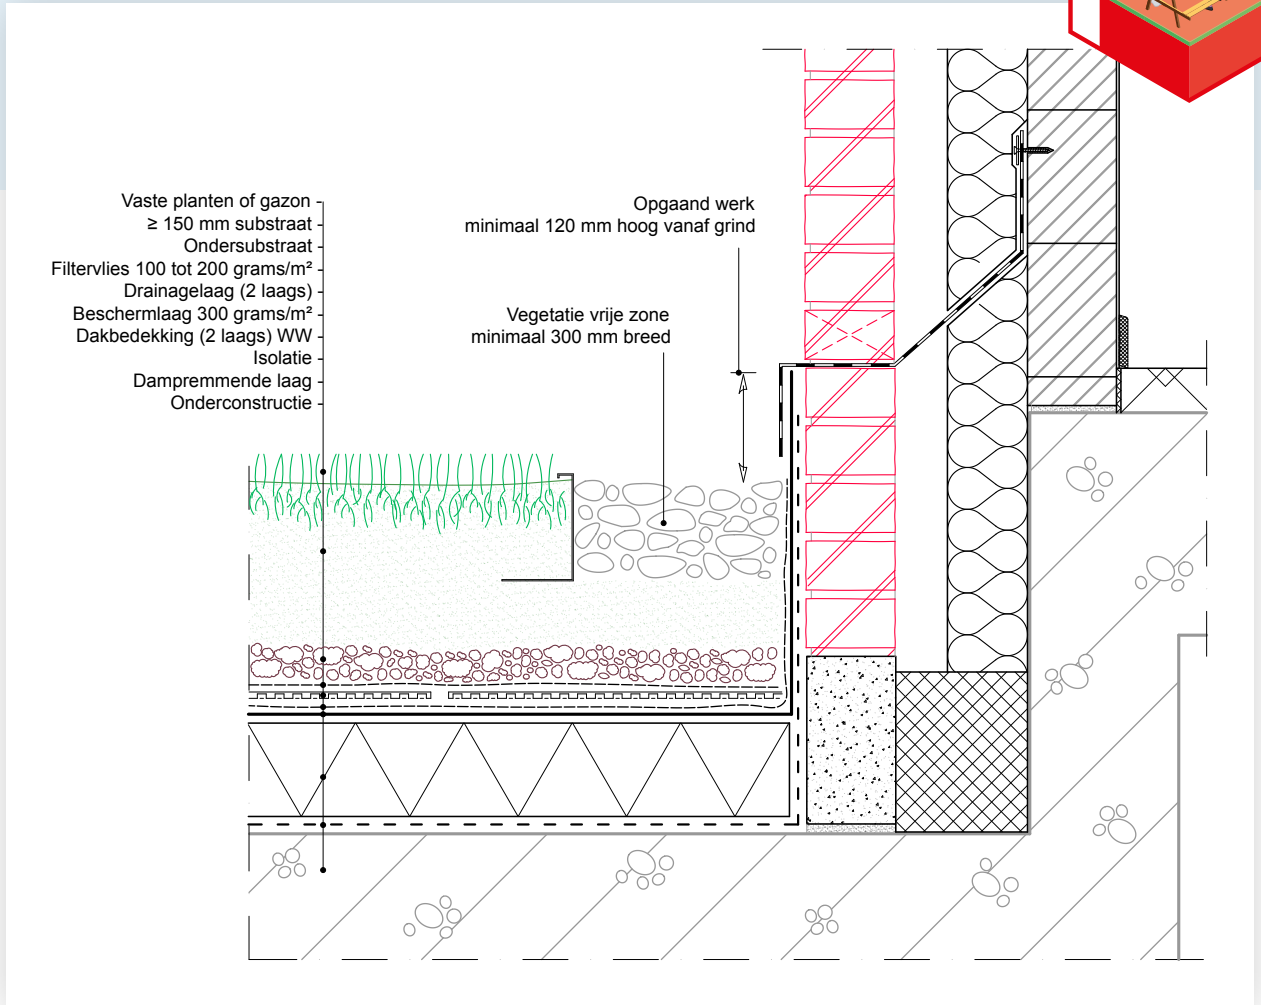 Vaste planten of gazon
≥ 150 mm substraat
Ondersubstraat
Filtervlies 100 tot 200 grams/m²
Drainagelaag (2 laags)
Beschermlaag 300 grams/m²
Dakbedekking (2 laags) WW
Isolatie
Dampremmende laag
Onderconstructie
Opgaand werk
minimaal 120 mm hoog vanaf grind
Vegetatie vrije zone
minimaal 300 mm breed